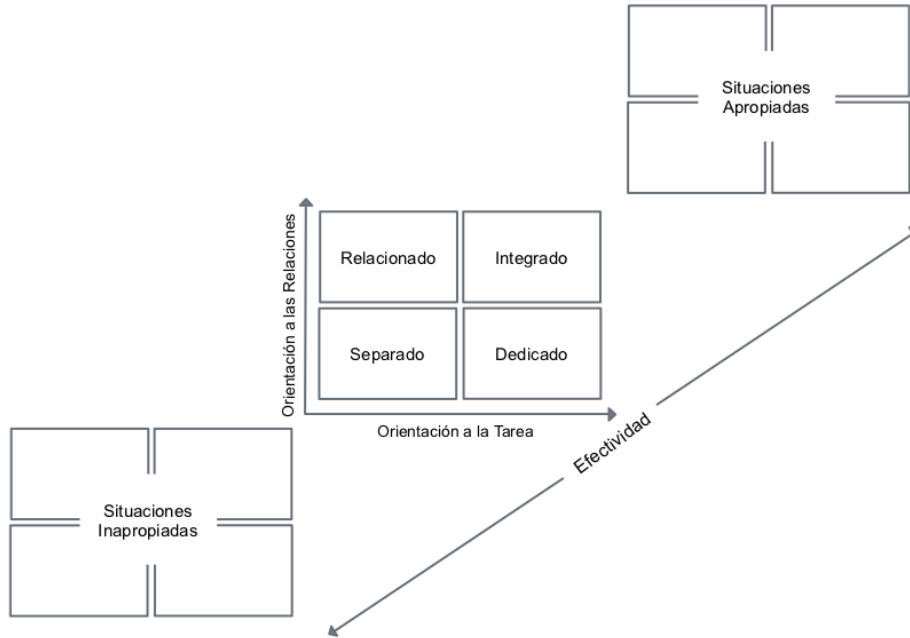 Situaciones
Apropiadas
Orientación a las Relaciones
Relacionado
Integrado
Separado
Dedicado
Orientación a la Tarea
Efectividad
Situaciones
Inapropiadas